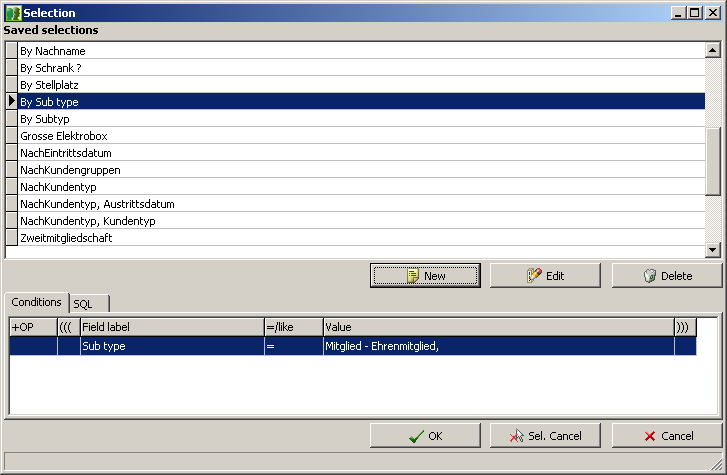 Selection
Saved selections
By Nachname
By Schrank ?
By Stellplatz
By Sub type
By Subtyp
Grosse Elektrobox
NachEintrittsdatum
NachKundengruppen
NachKundentyp
NachKundentyp, Austrittsdatum
NachKundentyp, Kundentyp
Zweitmitgliedschaft
New Edit Delete
Conditions SQL
+OP ((( Field label =/like Value )))
Sub type = Mitglied - Ehrenmitglied,
OK Sel. Cancel Cancel